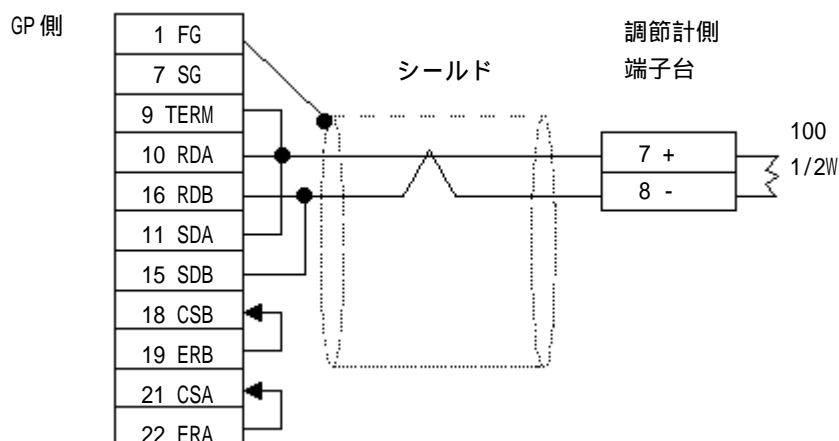 GP側
1 FG
7 SG
9 TERM
10 RDA
16 RDB
11 SDA
15 SDB
18 CSB
19 ERB
21 CSA
22 ERA
シールド
調節計側
端子台
7 +
8 -
100
1/2W